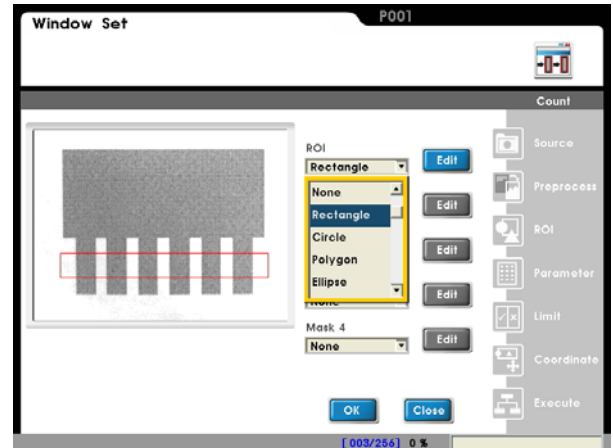 Window Set
P001
Count
ROI
Rectangle
Edit
None
Rectangle
Circle
Polygon
Ellipse
Edit
Edit
Edit
Mask 4
None
Edit
OK
Close
Source
Preprocess
ROI
Parameter
Limit
Coordinate
Execute
[003/256] 0 %